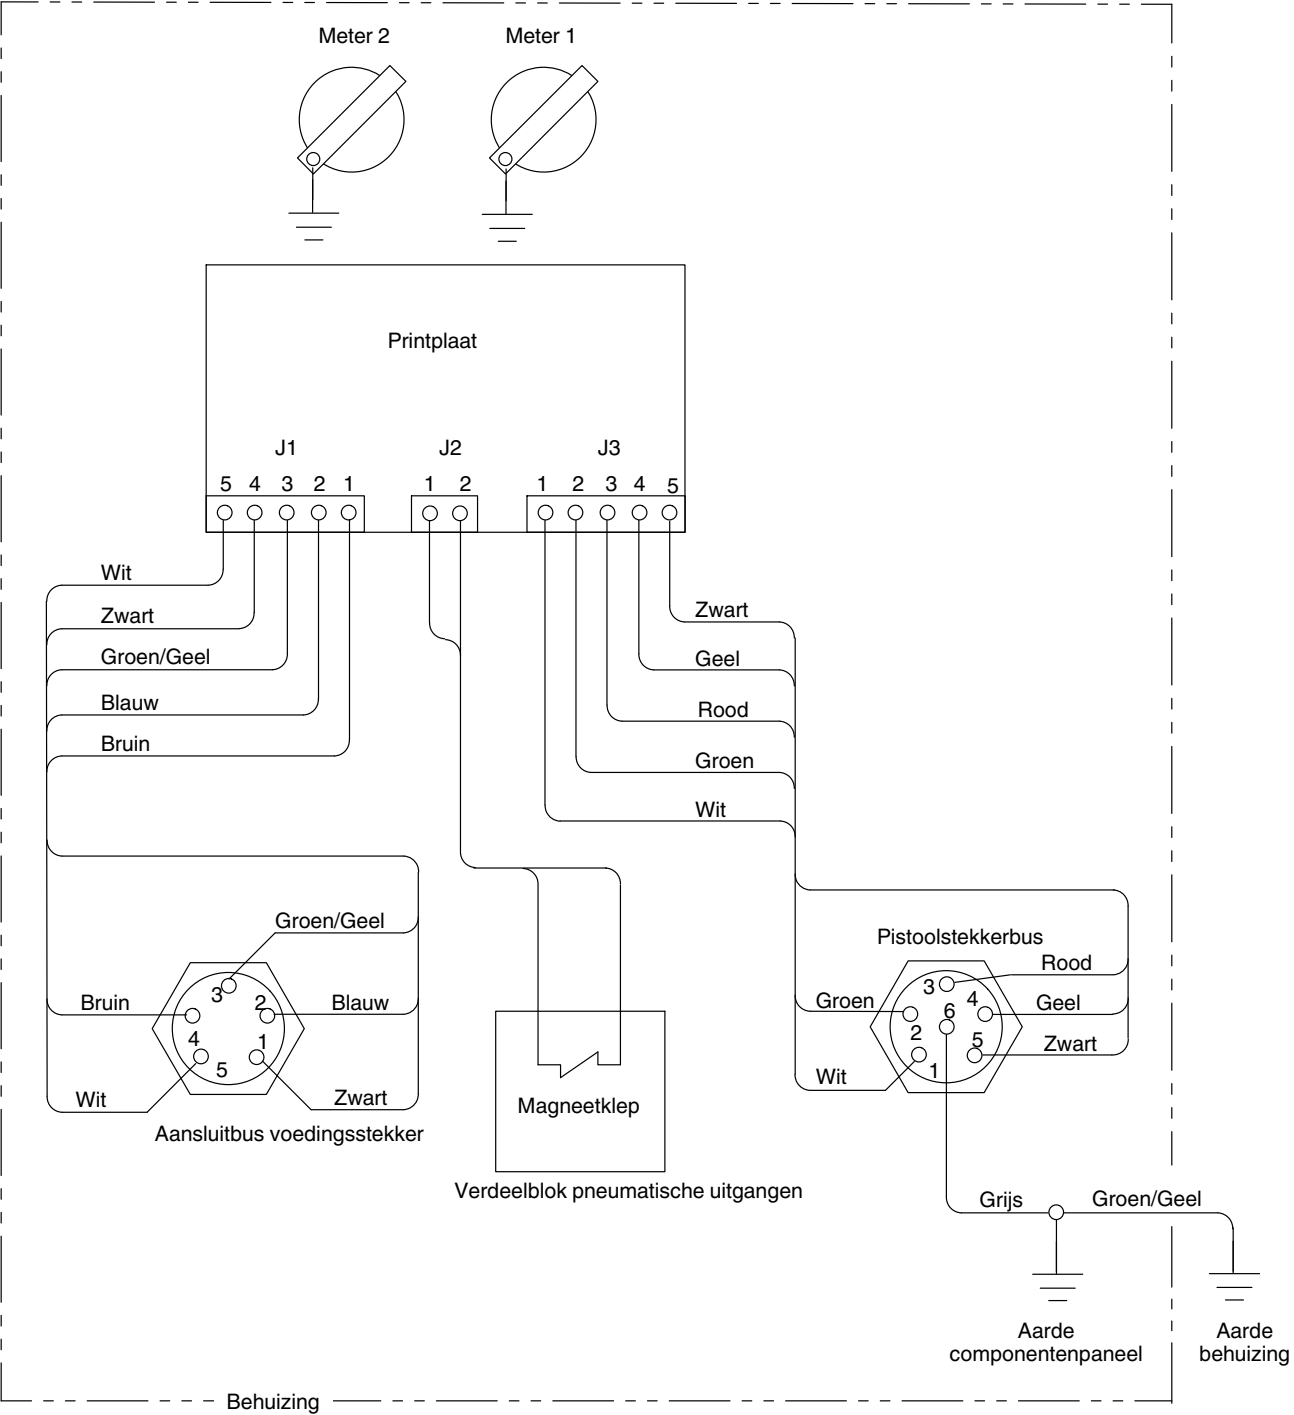 Meter 2
Meter 1
Printplaat
J1
J2
J3
5 4 3 2 1
1 2
1 2 3 4 5
Wit
Zwart
Groen/Geel
Blauw
Bruin
Zwart
Geel
Rood
Groen
Wit
Groen/Geel
Bruin
Blauw
3
2
4
1
5
Wit
Zwart
Aansluitbus voedingsstekker
Magneetklep
Verdeelblok pneumatische uitgangen
Pistoolstekkerbus
Rood
Groen
Geel
Zwart
Wit
3
4
6
2
5
1
Grijs
Groen/Geel
Aarde
componentenpaneel
Aarde
behuizing
Behuizing